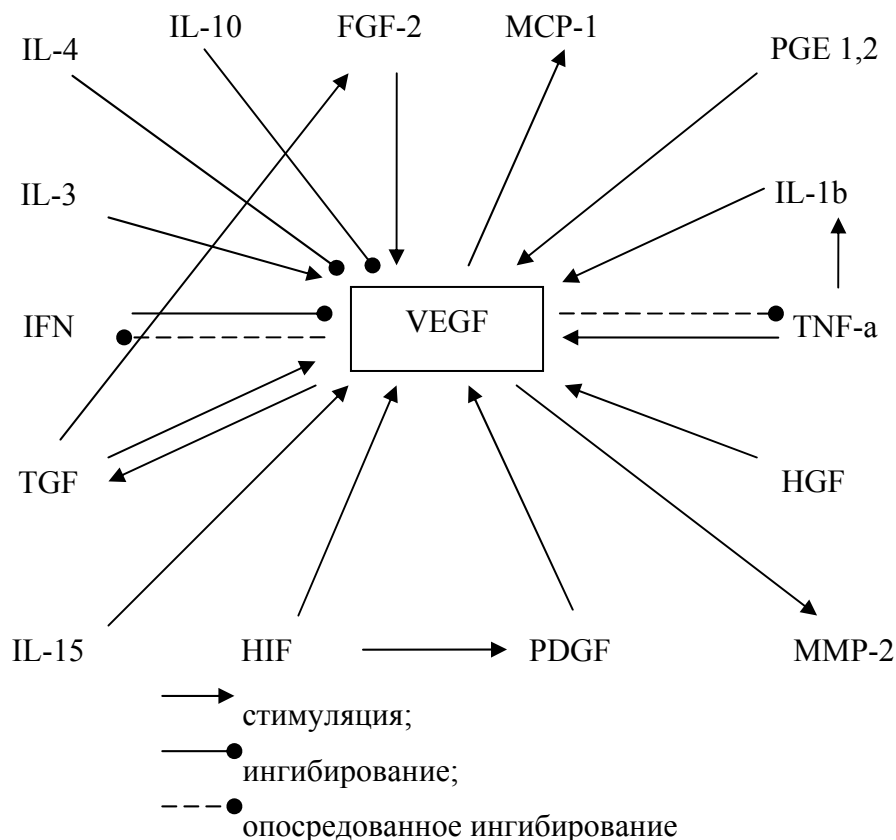 IL-10 FGF-2 MCP-1
IL-4 PGE 1,2
IL-3 IL-1b
IFN VEGF TNF-a
TGF HGF
IL-15 HIF PDGF MMP-2
стимуляция;
ингибирование;
опосредованное ингибирование